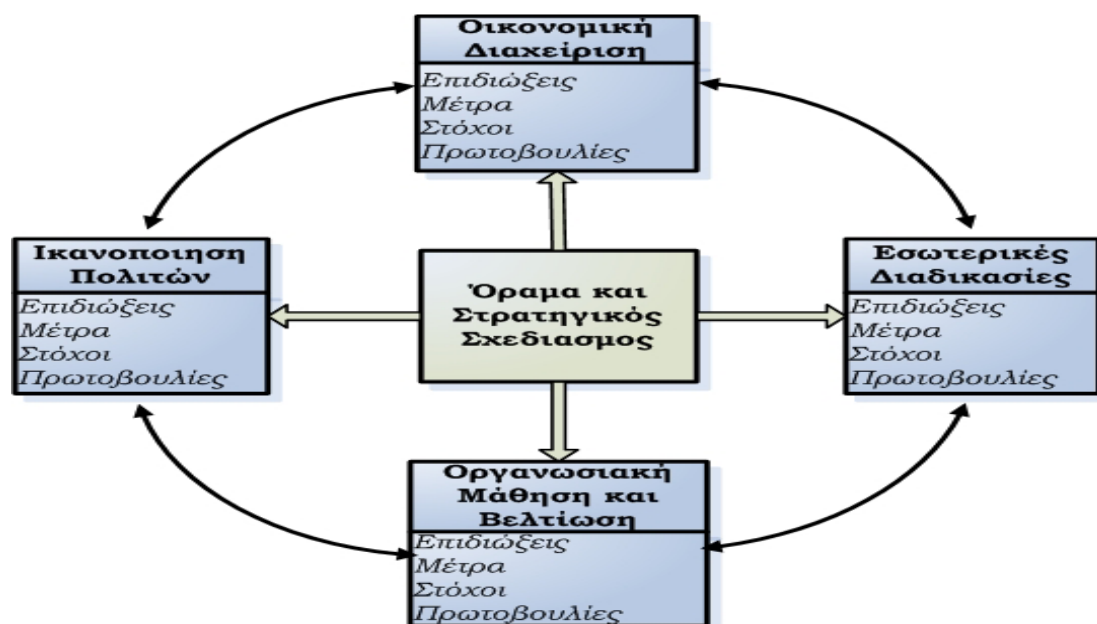 Οικονομική
Διαχείριση
Επιδιώξεις
Μέτρα
Στόχοι
Πρωτοβουλίες
Ικανοποιηση
Πολιτών
Επιδιώξεις
Μέτρα
Στόχοι
Πρωτοβουλίες
Όραμα και
Στρατηγικός
Σχεδιασμος
Εσωτερικές
Διαδικασίες
Επιδιώξεις
Μέτρα
Στόχοι
Πρωτοβουλίες
Οργανωσιακή
Μάθηση και
Βελτίωση
Επιδιώξεις
Μέτρα
Στόχοι
Πρωτοβουλίες